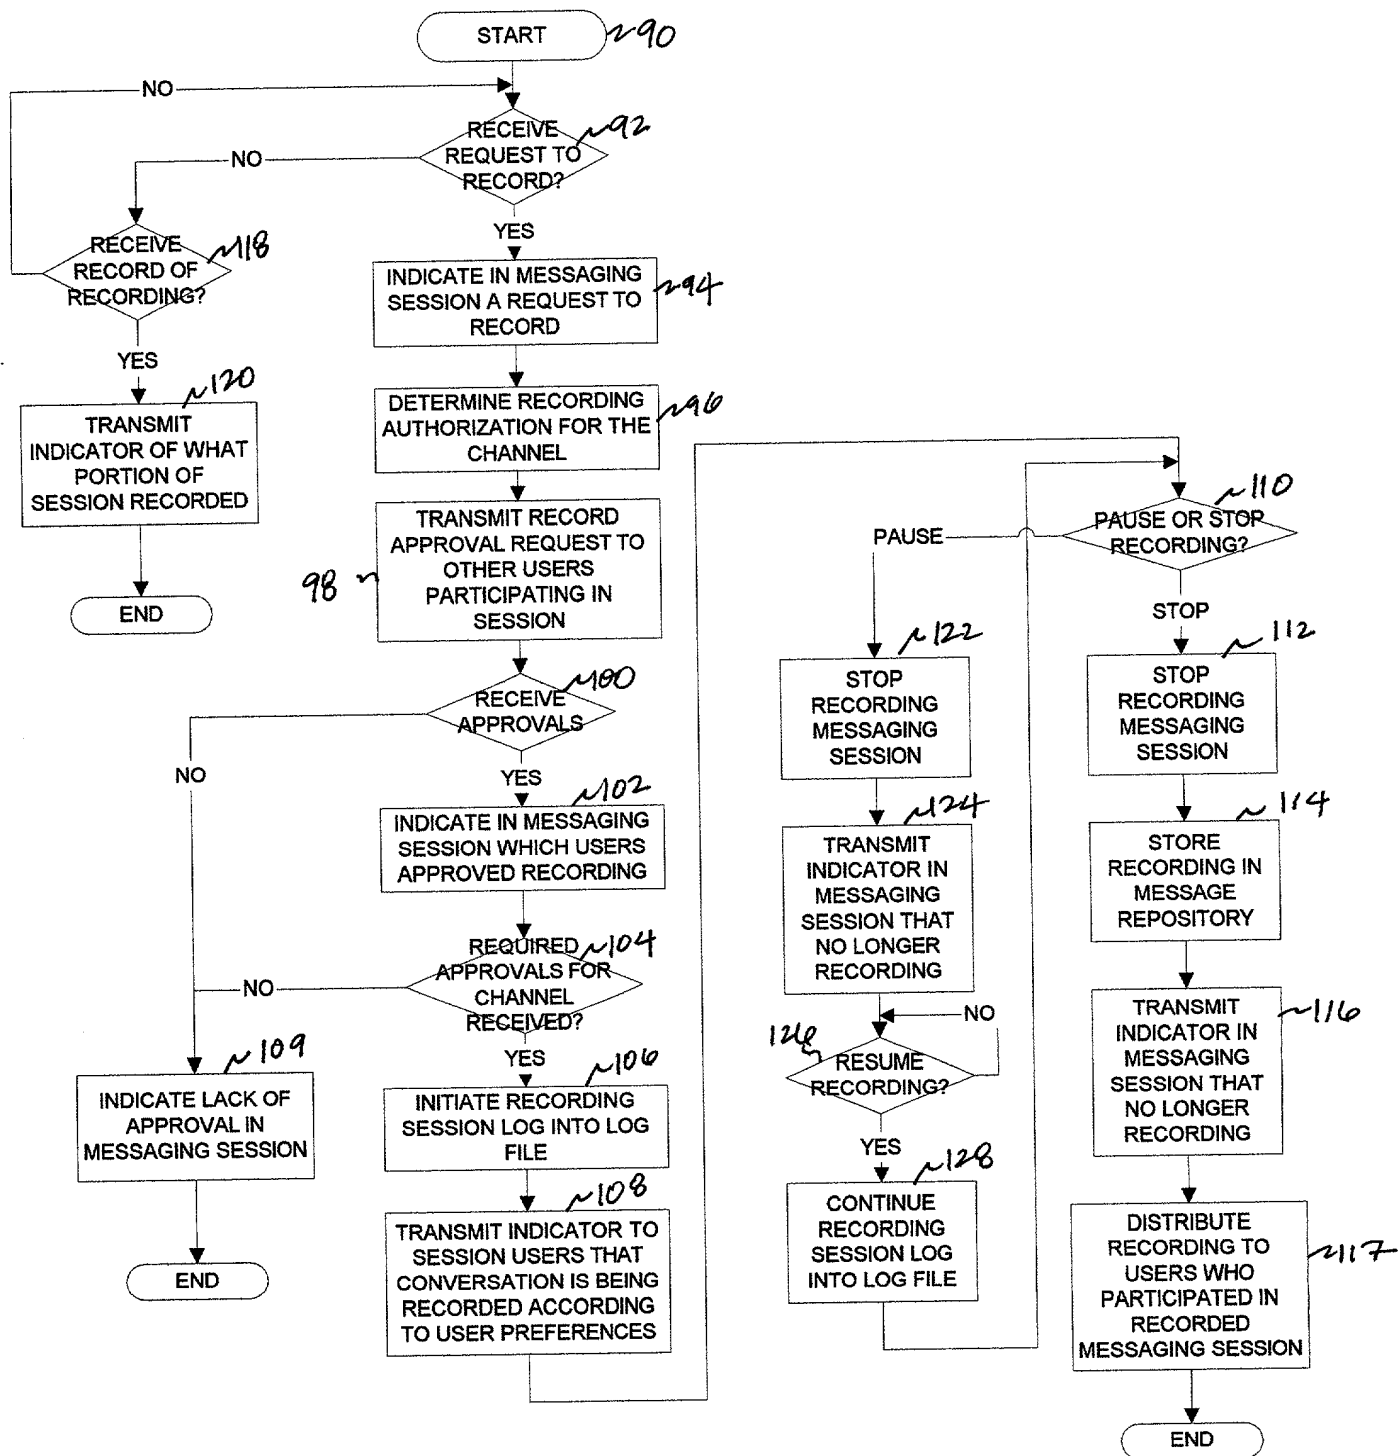 START
~90
NO
RECEIVE
REQUEST TO
RECORD?
~92
NO
YES
RECEIVE
RECORD OF
RECORDING?
~118
YES
TRANSMIT
INDICATOR OF WHAT
PORTION OF
SESSION RECORDED
~120
END
INDICATE IN MESSAGING
SESSION A REQUEST TO
RECORD
~94
DETERMINE RECORDING
AUTHORIZATION FOR THE
CHANNEL
~96
TRANSMIT RECORD
APPROVAL REQUEST TO
OTHER USERS
PARTICIPATING IN
SESSION
98~
RECEIVE
APPROVALS
~100
NO
YES
INDICATE IN MESSAGING
SESSION WHICH USERS
APPROVED RECORDING
~102
REQUIRED
APPROVALS FOR
CHANNEL
RECEIVED?
~104
NO
YES
INDICATE LACK OF
APPROVAL IN
MESSAGING SESSION
~109
END
INITIATE RECORDING
SESSION LOG INTO LOG
FILE
~106
TRANSMIT INDICATOR TO
SESSION USERS THAT
CONVERSATION IS BEING
RECORDED ACCORDING
TO USER PREFERENCES
~108
PAUSE OR STOP
RECORDING?
~110
PAUSE
STOP
STOP
RECORDING
MESSAGING
SESSION
~122
TRANSMIT
INDICATOR IN
MESSAGING
SESSION THAT
NO LONGER
RECORDING
~124
NO
RESUME
RECORDING?
126~
YES
CONTINUE
RECORDING
SESSION LOG
INTO LOG FILE
~128
STOP
RECORDING
MESSAGING
SESSION
~112
STORE
RECORDING IN
MESSAGE
REPOSITORY
~114
TRANSMIT
INDICATOR IN
MESSAGING
SESSION THAT
NO LONGER
RECORDING
~116
DISTRIBUTE
RECORDING TO
USERS WHO
PARTICIPATED IN
RECORDED
MESSAGING SESSION
~117
END